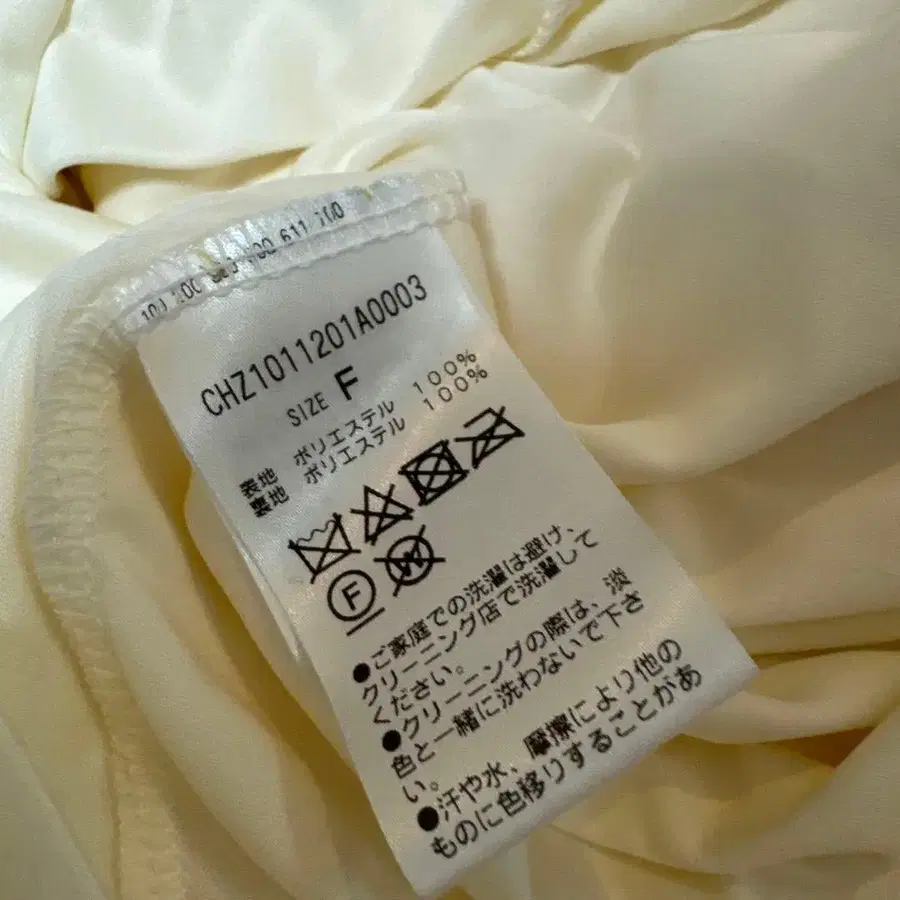 611 100
CHZ1011201A0003
SIZE F
表地 ポリエステル 100%
裏地 ポリエステル 100%
F W
●ご家庭での洗濯は避け、
クリーニング店で洗濯して
ください。
●クリーニングの際は、淡
色と一緒に洗わないで下さ
い。
●汗や水、摩擦により他の
ものに色移りすることがあ